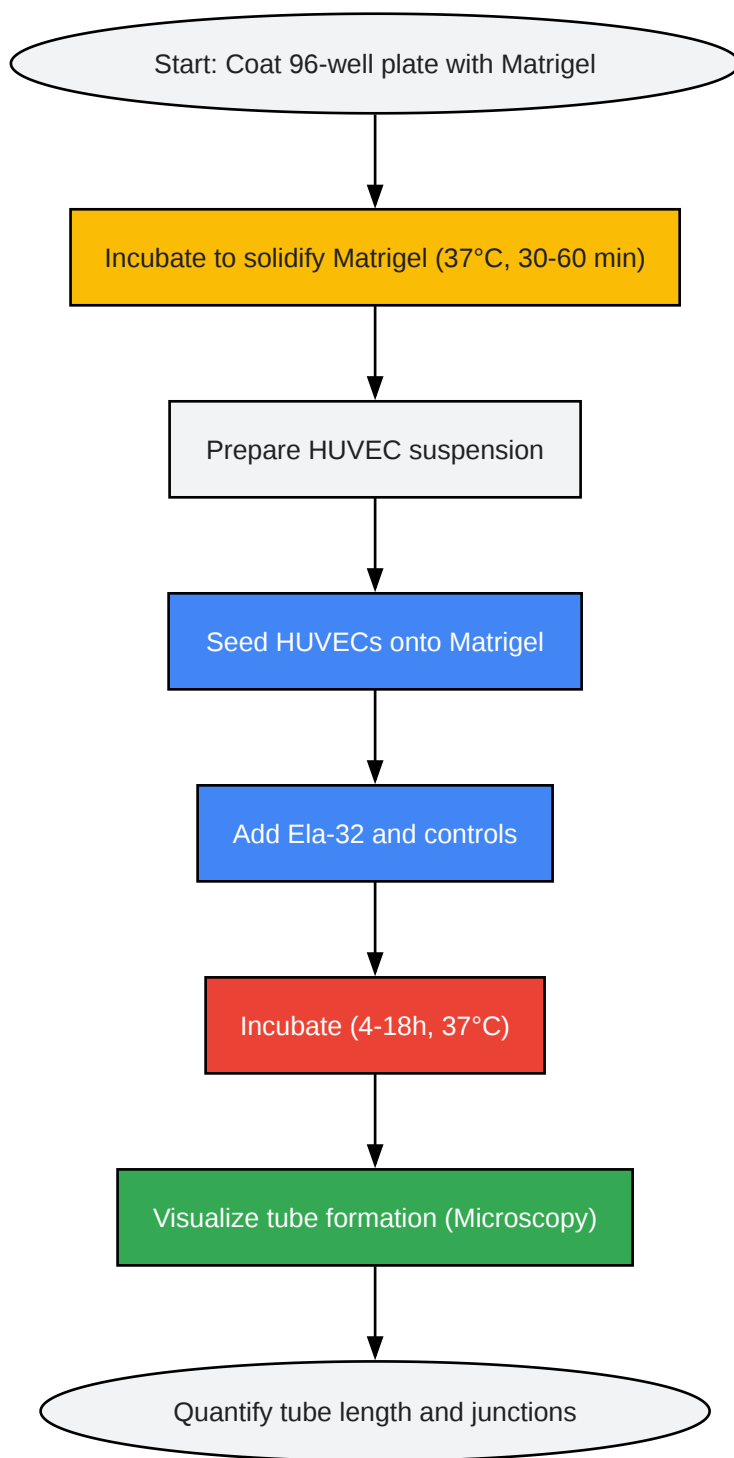 Start: Coat 96-well plate with Matrigel
Incubate to solidify Matrigel (37°C, 30-60 min)
Prepare HUVEC suspension
Seed HUVECs onto Matrigel
Add Ela-32 and controls
Incubate (4-18h, 37°C)
Visualize tube formation (Microscopy)
Quantify tube length and junctions